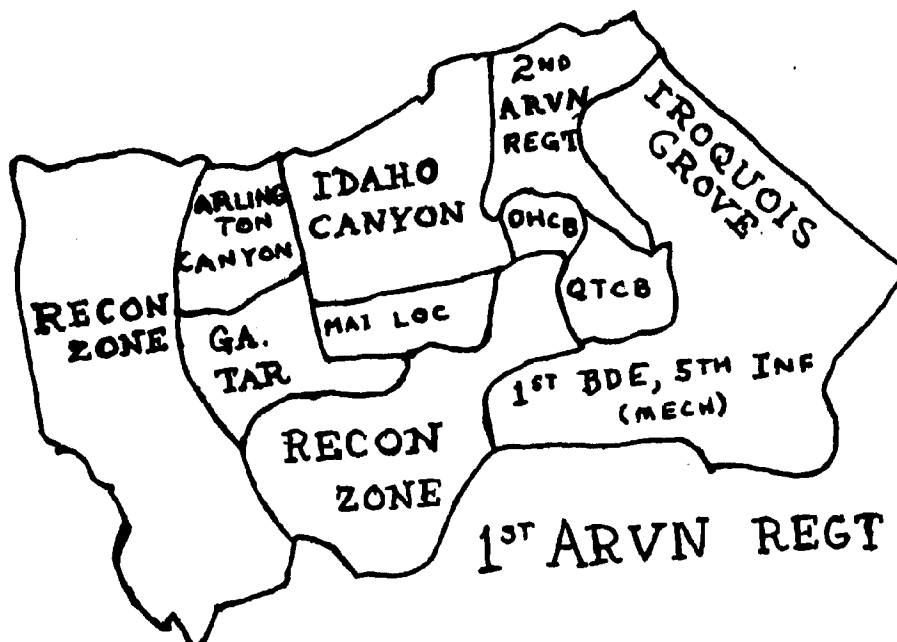 2ND
ARVN
REGT
IROQUOIS
GROVE
ARLING
TON
CANYON
IDAHO
CANYON
DHCB
QTCB
RECON
ZONE
MAI LOC
GA.
TAR
1ST BDE, 5TH INF
(MECH)
RECON
ZONE
1ST ARVN REGT